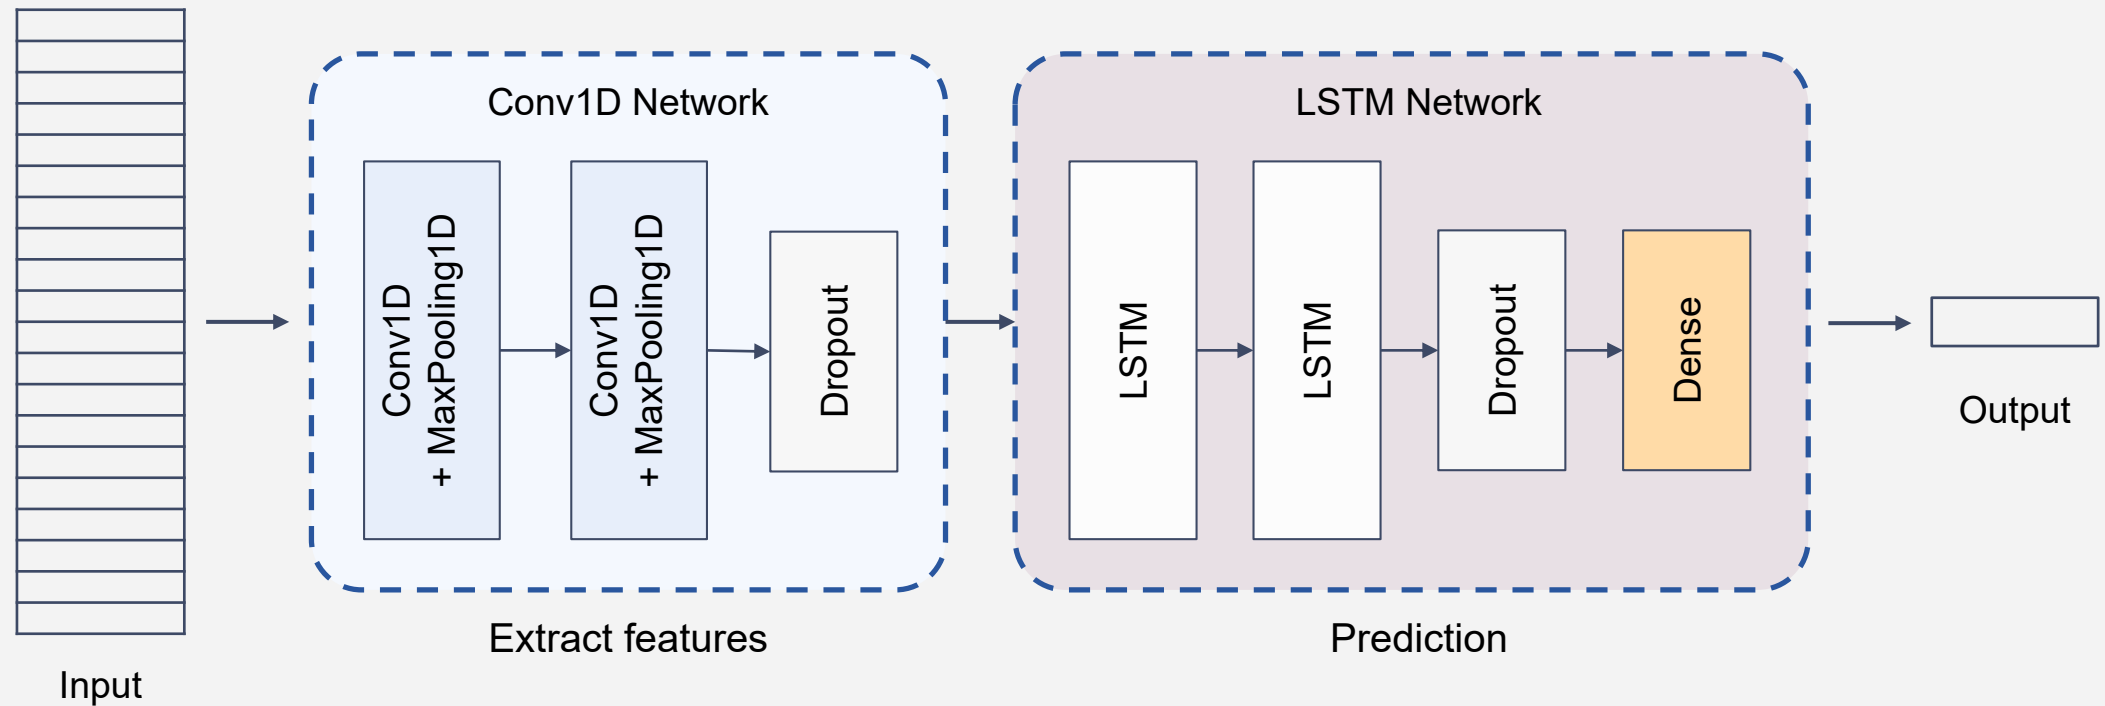 Conv1D Network
Conv1D
+ MaxPooling1D
Conv1D
+ MaxPooling1D
Dropout
Extract features
LSTM Network
LSTM
LSTM
Dropout
Dense
Prediction
Input
Output